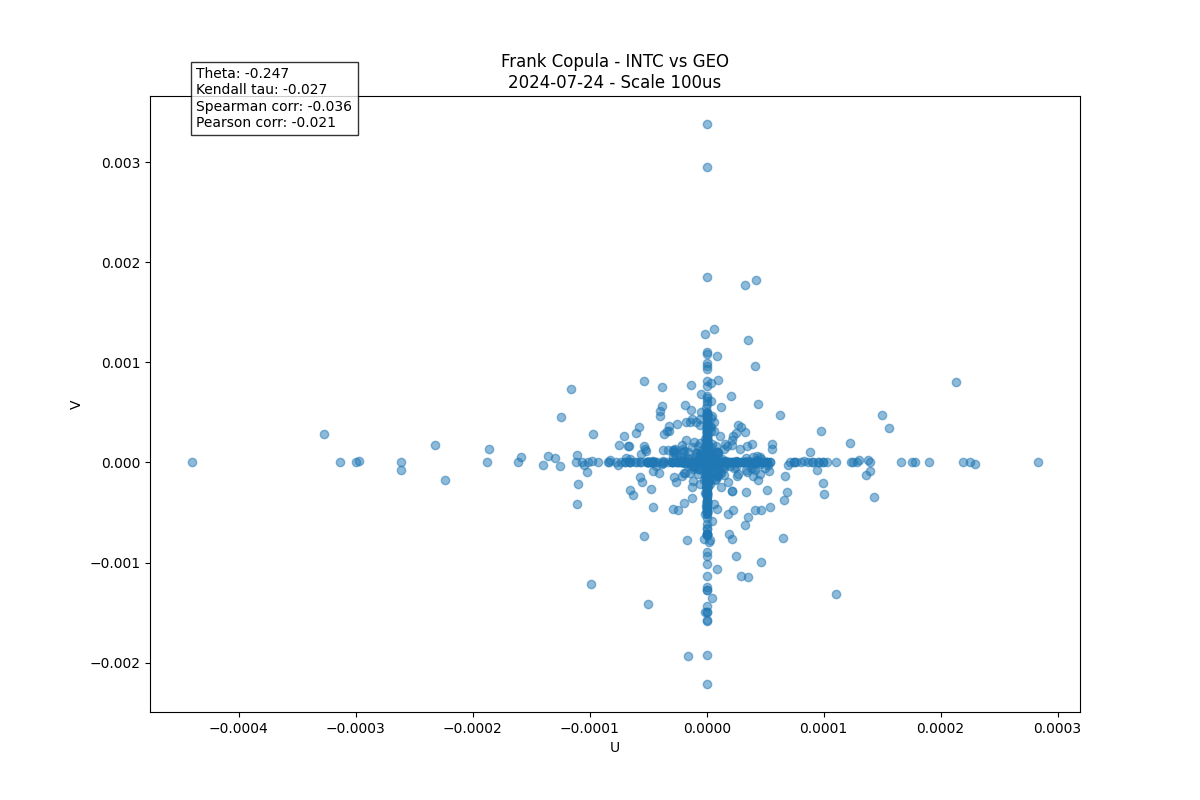 Frank Copula - INTC vs GEO
2024-07-24 - Scale 100us
Theta: -0.247
Kendall tau: -0.027
Spearman corr: -0.036
Pearson corr: -0.021
V
0.003
0.002
0.001
0.000
−0.001
−0.002
−0.0004 −0.0003 −0.0002 −0.0001 0.0000 0.0001 0.0002 0.0003
U